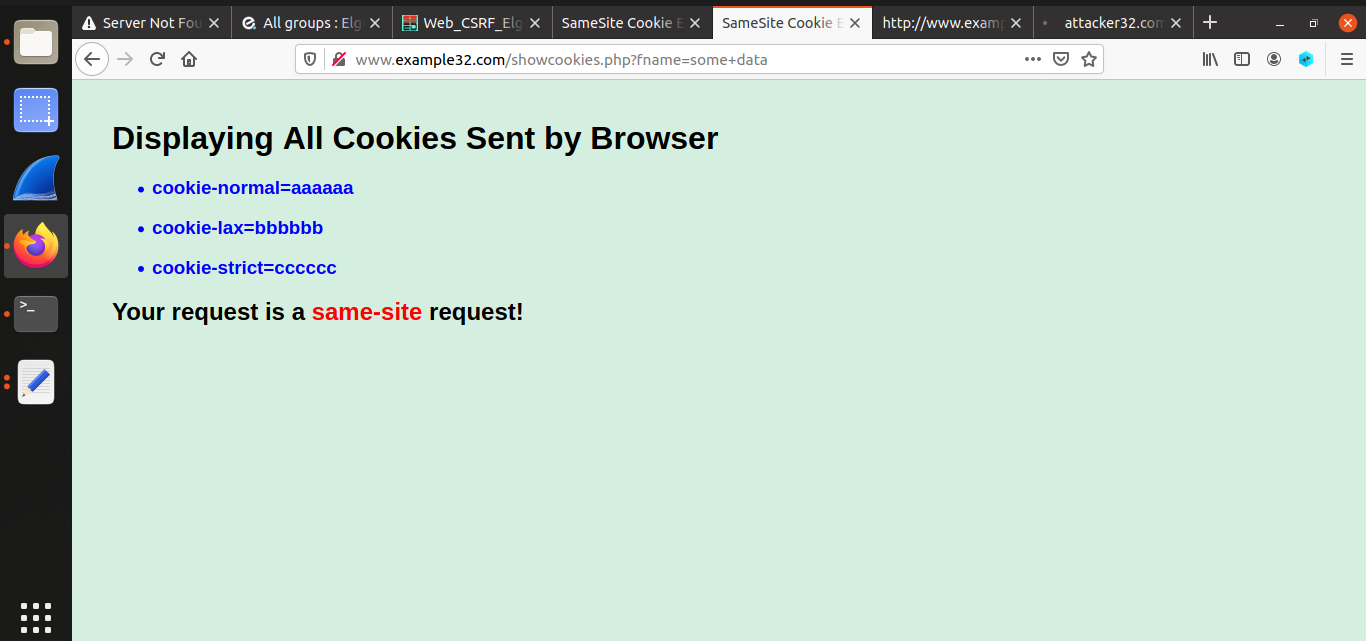 Server Not Fou
All groups : Elg
Web_CSRF_Elg
SameSite Cookie E
SameSite Cookie E
http://www.examp
attacker32.com
www.example32.com/showcookies.php?fname=some+data
Displaying All Cookies Sent by Browser
cookie-normal=aaaaaa
cookie-lax=bbbbbb
cookie-strict=cccccc
Your request is a same-site request!